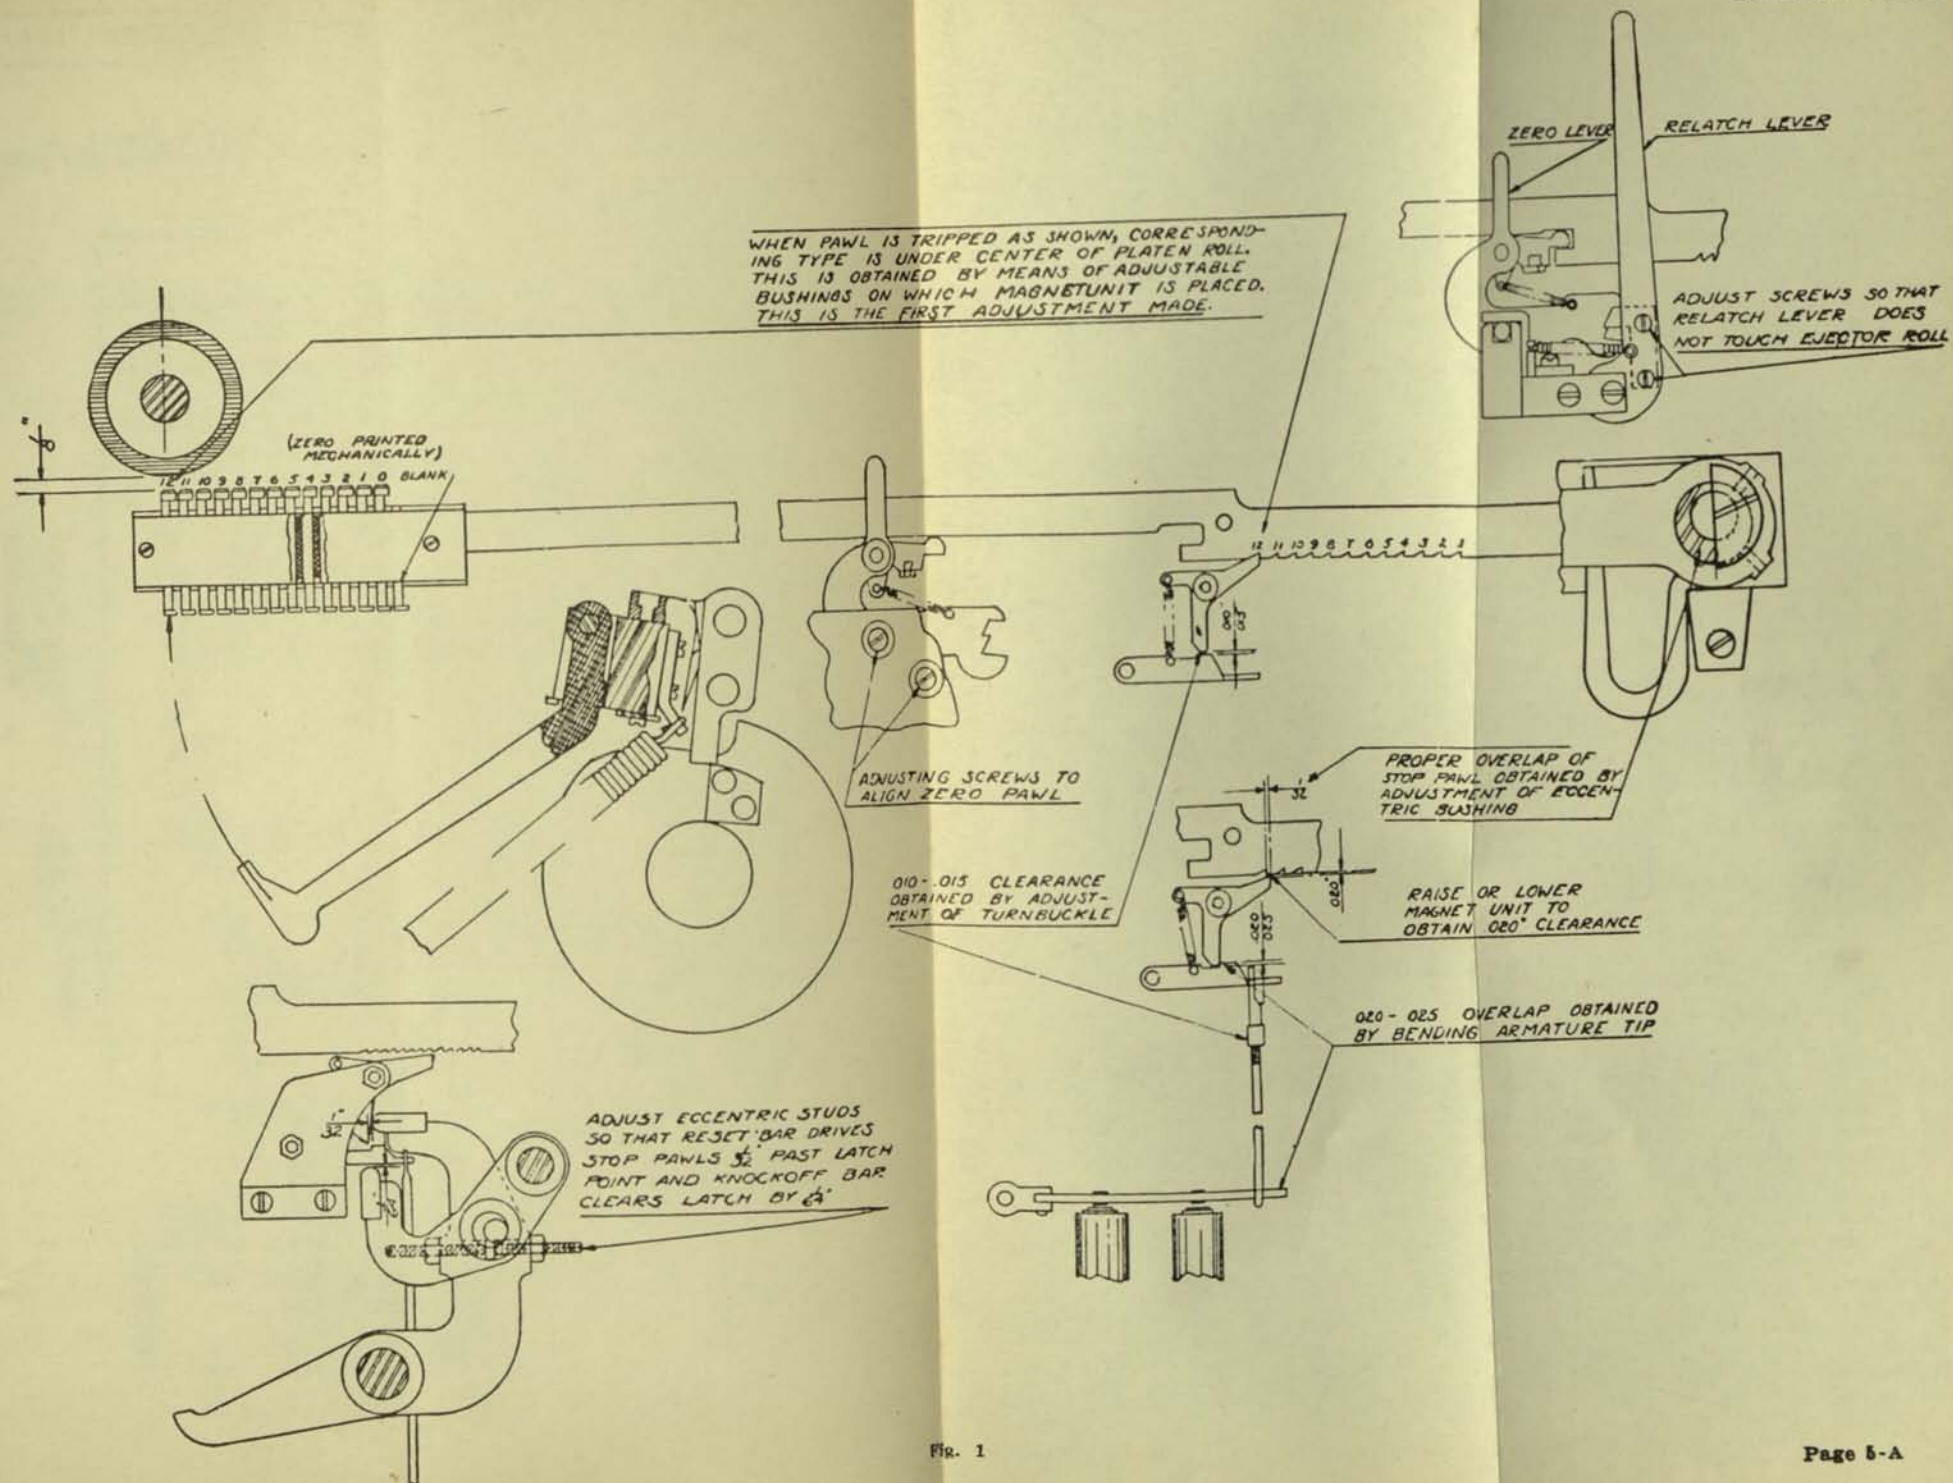 ZERO LEVER
RELATCH LEVER
WHEN PAWL IS TRIPPED AS SHOWN, CORRESPOND-
ING TYPE IS UNDER CENTER OF PLATEN ROLL.
THIS IS OBTAINED BY MEANS OF ADJUSTABLE
BUSHINGS ON WHICH MAGNETUNIT IS PLACED.
THIS IS THE FIRST ADJUSTMENT MADE.
ADJUST SCREWS SO THAT
RELATCH LEVER DOES
NOT TOUCH EJECTOR ROLL
(ZERO PRINTED
MECHANICALLY)
12 11 10 9 8 7 6 5 4 3 2 1 0 BLANK
12 11 10 9 8 7 6 5 4 3 2 1
010
015
ADJUSTING SCREWS TO
ALIGN ZERO PAWL
PROPER OVERLAP OF
STOP PAWL OBTAINED BY
ADJUSTMENT OF ECCEN-
TRIC BUSHING
1/32
010-.015 CLEARANCE
OBTAINED BY ADJUST-
MENT OF TURNBUCKLE
.020"
.020
.025
RAISE OR LOWER
MAGNET UNIT TO
OBTAIN .020" CLEARANCE
020-025 OVERLAP OBTAINED
BY BENDING ARMATURE TIP
1/32"
ADJUST ECCENTRIC STUDS
SO THAT RESET BAR DRIVES
STOP PAWLS 1/32" PAST LATCH
POINT AND KNOCKOFF BAR
CLEARS LATCH BY 1/64"
Fig. 1
Page 5-A